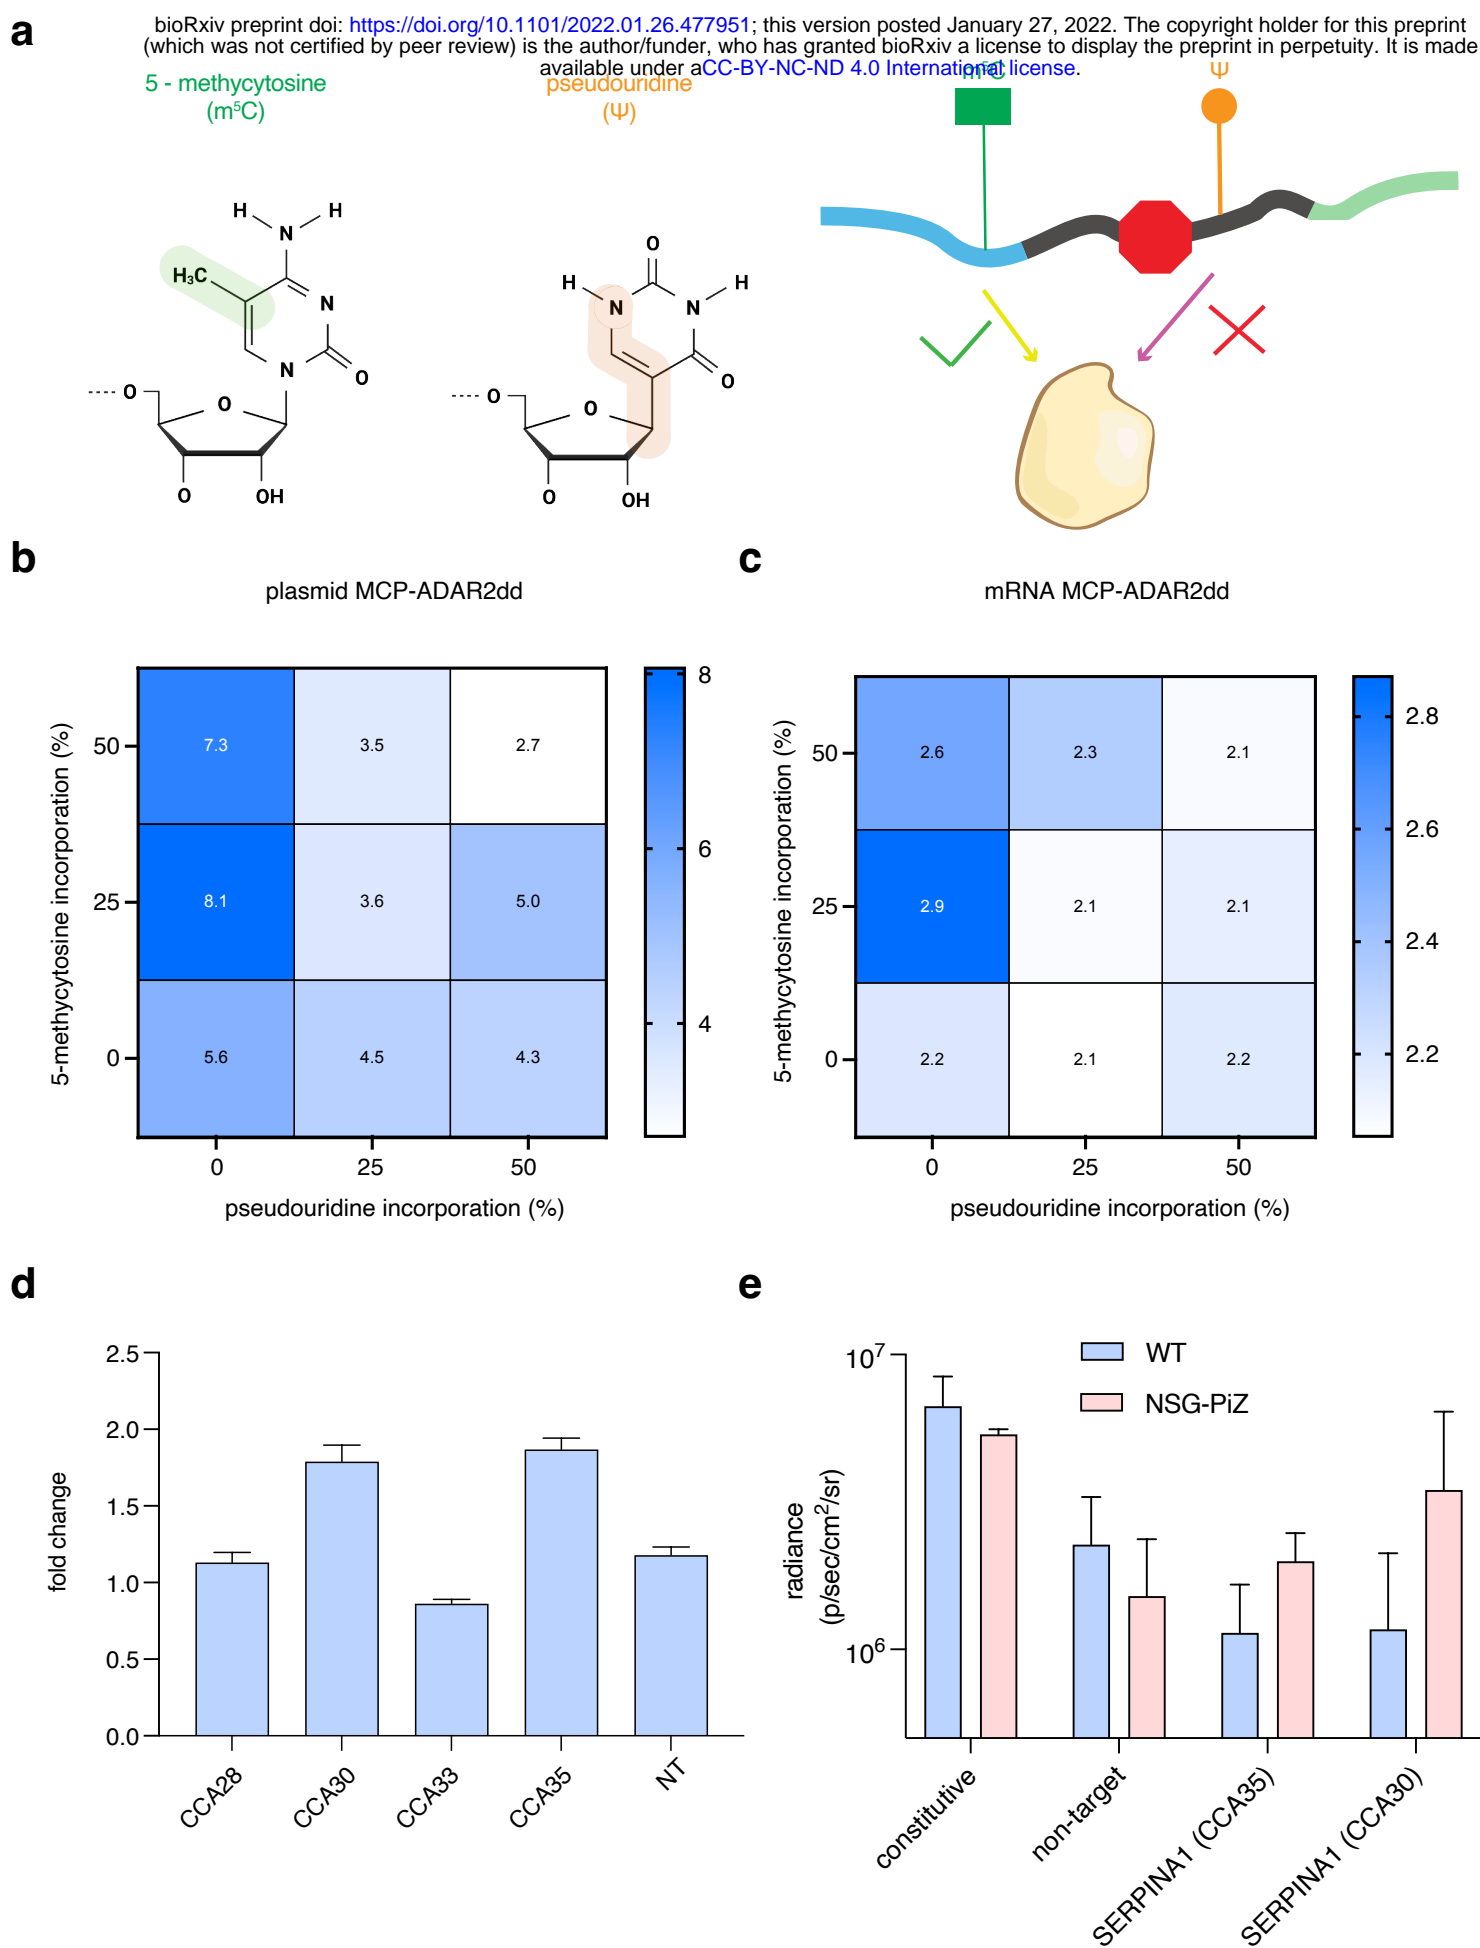 a
bioRxiv preprint doi: https://doi.org/10.1101/2022.01.26.477951; this version posted January 27, 2022. The copyright holder for this preprint
(which was not certified by peer review) is the author/funder, who has granted bioRxiv a license to display the preprint in perpetuity. It is made
available under aCC-BY-NC-ND 4.0 International license.
5 - methycytosine
(m⁵C)
pseudouridine
(Ψ)
m⁵C
Ψ
H
H
N
H₃C
N
N
O
O
O
O
OH
O
H
N
N
H
O
O
O
O
OH
b
plasmid MCP-ADAR2dd
5-methycytosine incorporation (%)
50
25
0
7.3
3.5
2.7
8.1
3.6
5.0
5.6
4.5
4.3
0
25
50
pseudouridine incorporation (%)
8
6
4
c
mRNA MCP-ADAR2dd
5-methycytosine incorporation (%)
50
25
0
2.6
2.3
2.1
2.9
2.1
2.1
2.2
2.1
2.2
0
25
50
pseudouridine incorporation (%)
2.8
2.6
2.4
2.2
d
fold change
2.5
2.0
1.5
1.0
0.5
0.0
CCA28
CCA30
CCA33
CCA35
NT
e
radiance
(p/sec/cm²/sr)
10⁷
10⁶
WT
NSG-PiZ
constitutive
non-target
SERPINA1 (CCA35)
SERPINA1 (CCA30)